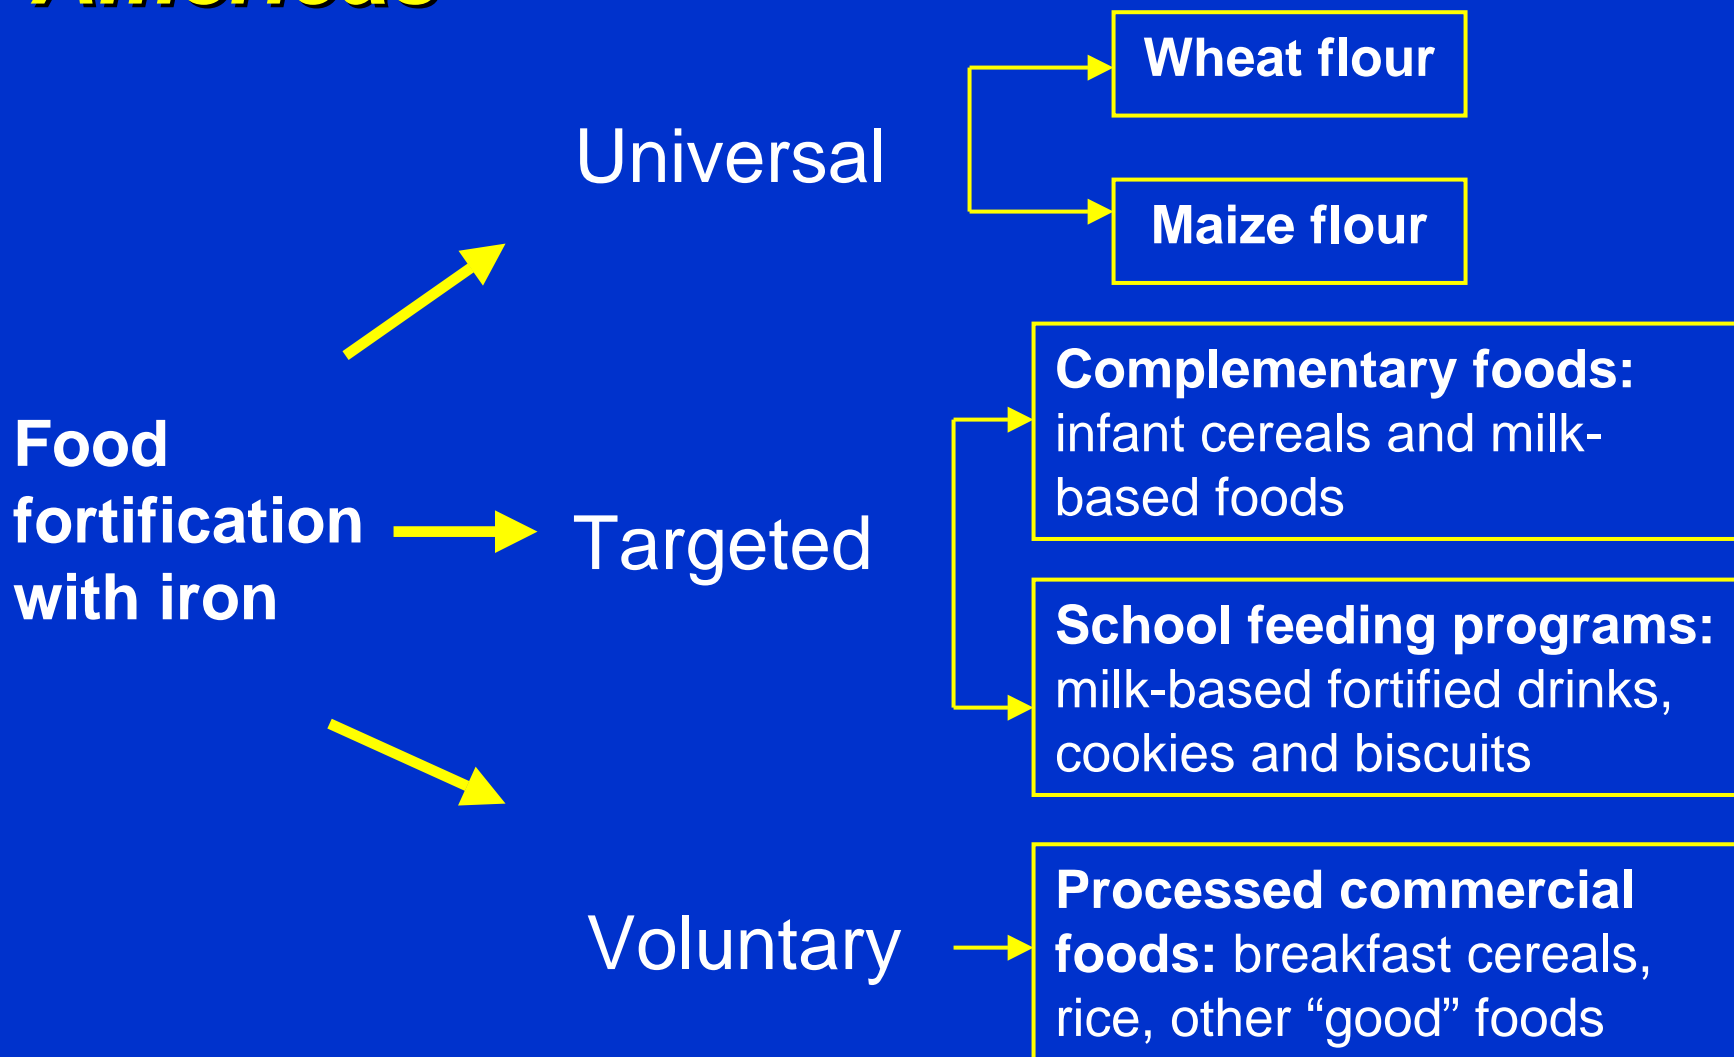 Americas
Universal
Wheat flour
Maize flour
Food
fortification
with iron
Targeted
Complementary foods:
infant cereals and milk-
based foods
School feeding programs:
milk-based fortified drinks,
cookies and biscuits
Voluntary
Processed commercial
foods: breakfast cereals,
rice, other “good” foods